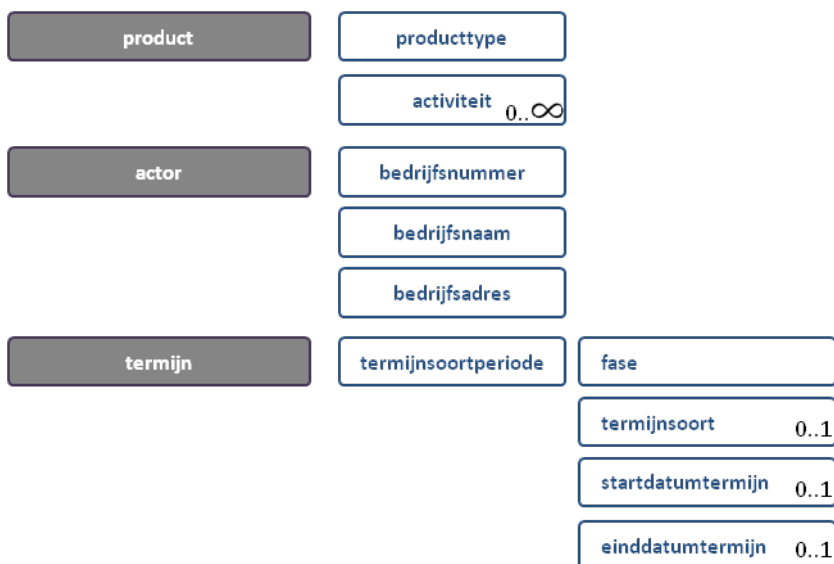 product producttype
activiteit 0..∞
actor bedrijfsnummer
bedrijfsnaam
bedrijfsadres
termijn termijnsoortperiode fase
termijnsoort 0..1
startdatumtermijn 0..1
einddatumtermijn 0..1